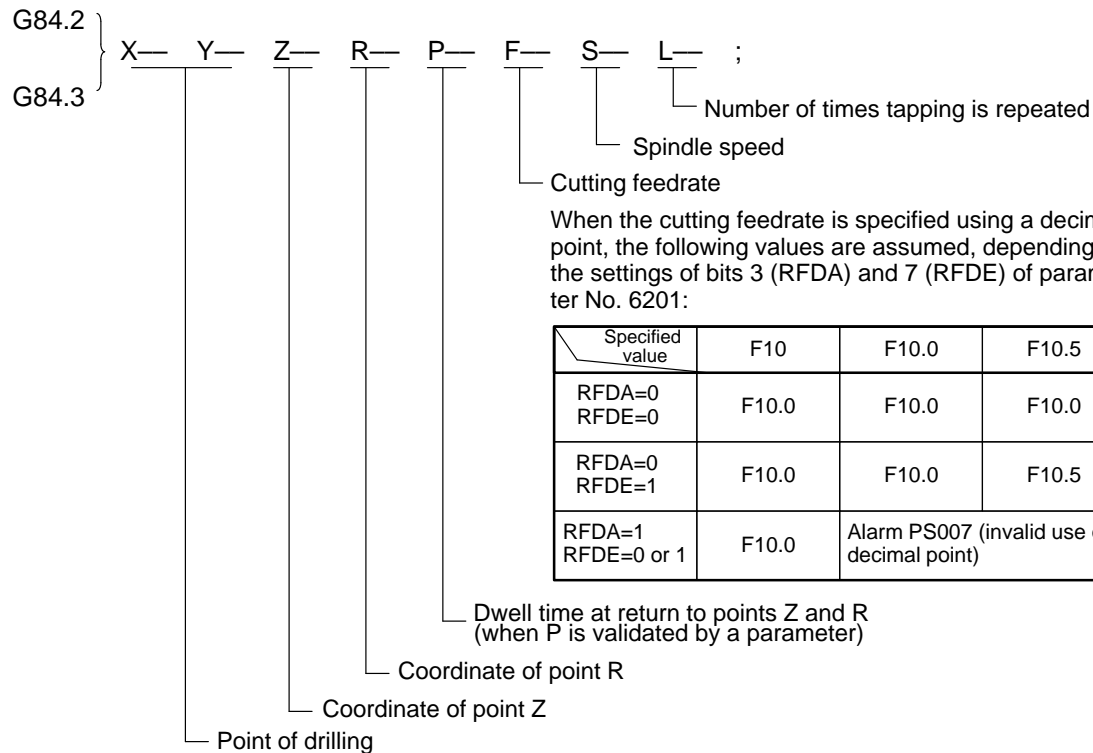 G84.2
G84.3
X— Y— Z— R— P— F— S— L— ;
Number of times tapping is repeated
Spindle speed
Cutting feedrate
When the cutting feedrate is specified using a
point, the following values are assumed, depending
the settings of bits 3 (RFDA) and 7 (RFDE) of
ter No. 6201:
Specified value F10 F10.0 F10.5
RFDA=0 RFDE=0 F10.0 F10.0 F10.0
RFDA=0 RFDE=1 F10.0 F10.0 F10.5
RFDA=1 RFDE=0 or 1 F10.0 Alarm PS007 (invalid use decimal point)
Dwell time at return to points Z and R
(when P is validated by a parameter)
Coordinate of point R
Coordinate of point Z
Point of drilling